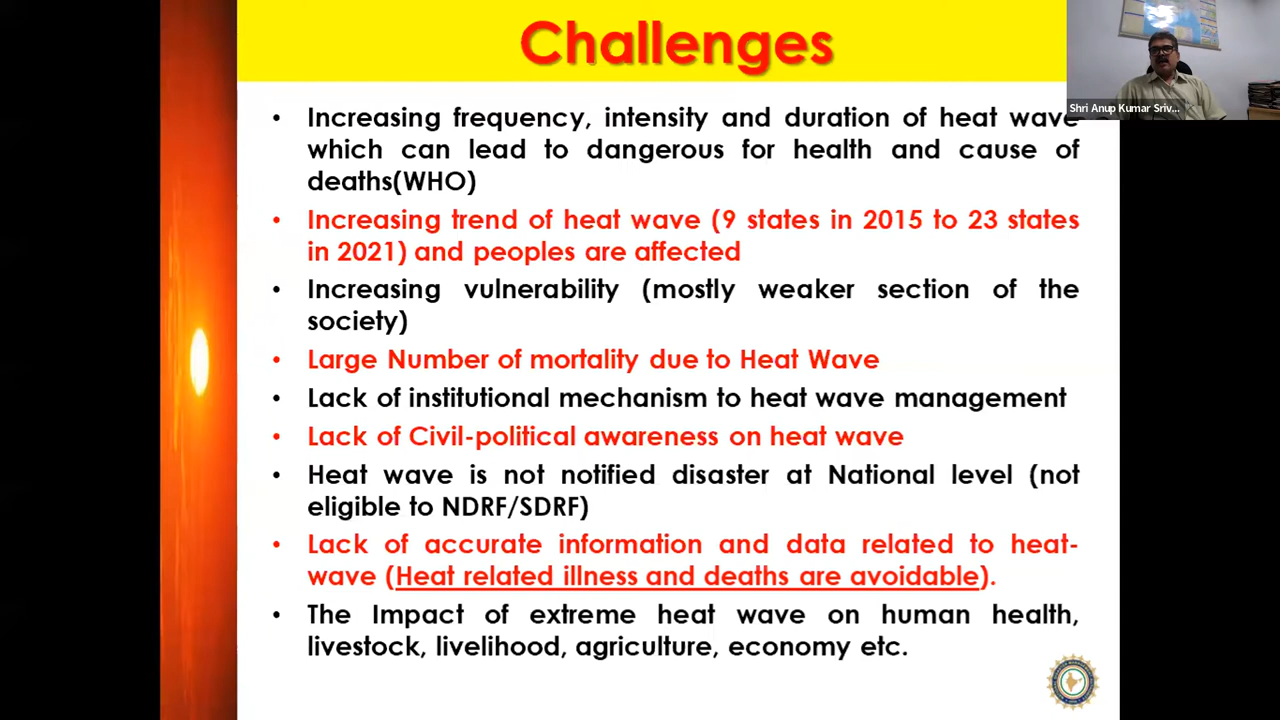 Challenges
Shri Anup Kumar Sriv...
• Increasing frequency, intensity and duration of heat wave
which can lead to dangerous for health and cause of
deaths(WHO)
• Increasing trend of heat wave (9 states in 2015 to 23 states
in 2021) and peoples are affected
• Increasing vulnerability (mostly weaker section of the
society)
• Large Number of mortality due to Heat Wave
• Lack of institutional mechanism to heat wave management
• Lack of Civil-political awareness on heat wave
• Heat wave is not notified disaster at National level (not
eligible to NDRF/SDRF)
• Lack of accurate information and data related to heat-
wave (Heat related illness and deaths are avoidable).
• The Impact of extreme heat wave on human health,
livestock, livelihood, agriculture, economy etc.